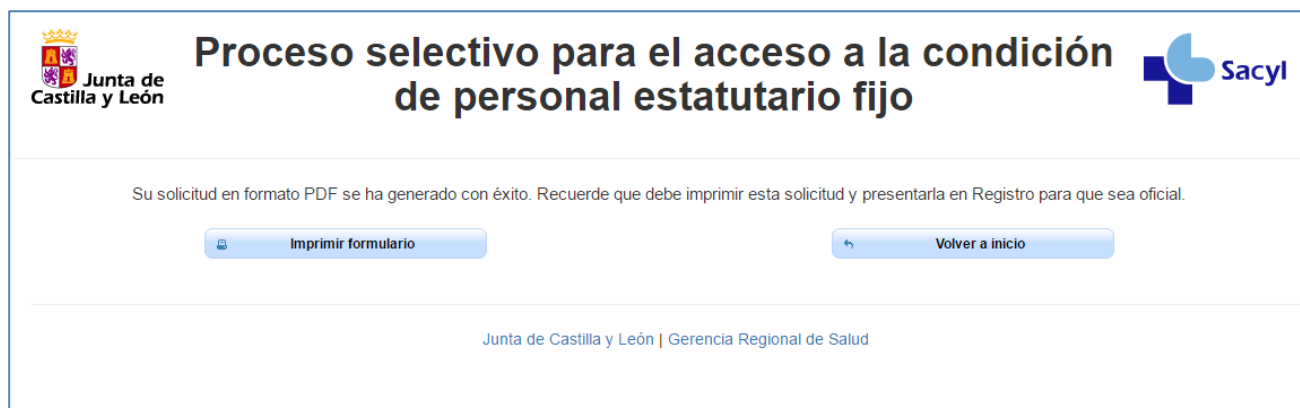 Junta de
Castilla y León
Proceso selectivo para el acceso a la condición
de personal estatutario fijo
Sacyl
Su solicitud en formato PDF se ha generado con éxito. Recuerde que debe imprimir esta solicitud y presentarla en Registro para que sea oficial.
Imprimir formulario
Volver a inicio
Junta de Castilla y León | Gerencia Regional de Salud